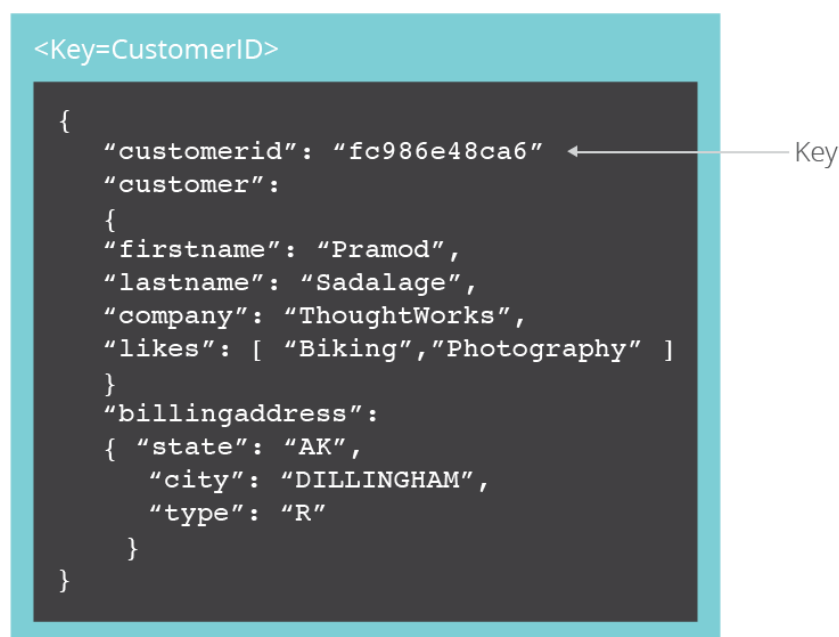 <Key=CustomerID>
{
“customerid”: “fc986e48ca6” Key
“customer”:
{
“firstname”: “Pramod”,
“lastname”: “Sadalage”,
“company”: “ThoughtWorks”,
“likes”: [ “Biking”,”Photography” ]
}
“billingaddress”:
{ “state”: “AK”,
“city”: “DILLINGHAM”,
“type”: “R”
}
}